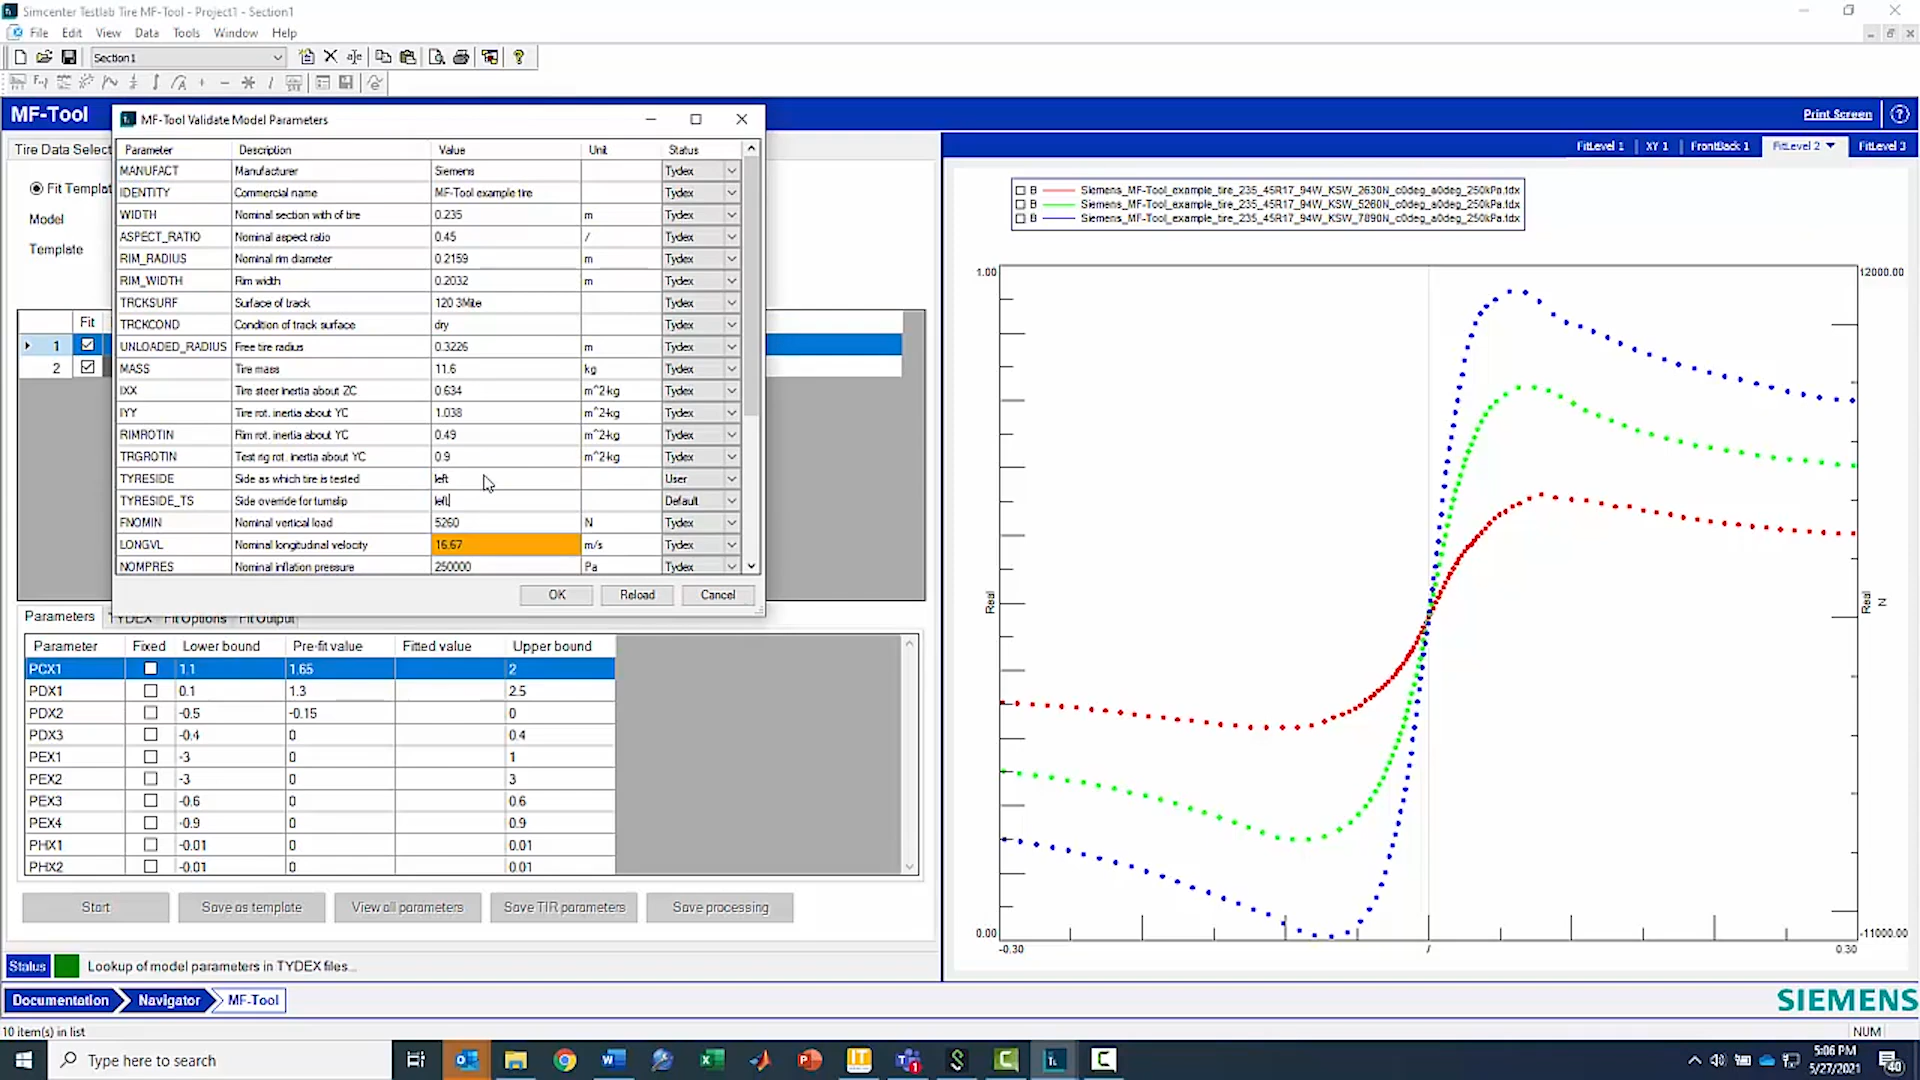 Simcenter Testlab Tire MF-Tool - Project1 - Section1
File Edit View Data Tools Window Help
Section1
MF-Tool
Print Screen
Tire Data Select
FitLevel 1 XY 1 FrontBack 1 FitLevel 2 FitLevel 3
Fit Templat
Model
Template
Fit
1
2
MF-Tool Validate Model Parameters
Parameter Description Value Unit Status
MANUFACT Manufacturer Siemens Tydex
IDENTITY Commercial name MF-Tool example tire Tydex
WIDTH Nominal section with of tire 0.235 m Tydex
ASPECT_RATIO Nominal aspect ratio 0.45 / Tydex
RIM_RADIUS Nominal rim diameter 0.2159 m Tydex
RIM_WIDTH Rim width 0.2032 m Tydex
TRCKSURF Surface of track 120 3Mite Tydex
TRCKCOND Condition of track surface dry Tydex
UNLOADED_RADIUS Free tire radius 0.3226 m Tydex
MASS Tire mass 11.6 kg Tydex
IXX Tire steer inertia about ZC 0.634 m^2·kg Tydex
IYY Tire rot. inertia about YC 1.038 m^2·kg Tydex
RIMROTIN Rim rot. inertia about YC 0.49 m^2·kg Tydex
TRGROTIN Test rig rot. inertia about YC 0.9 m^2·kg Tydex
TYRESIDE Side as which tire is tested left User
TYRESIDE_TS Side override for turnslip left Default
FNOMIN Nominal vertical load 5260 N Tydex
LONGVL Nominal longitudinal velocity 16.67 m/s Tydex
NOMPRES Nominal inflation pressure 250000 Pa Tydex
OK Reload Cancel
Parameters TYDEX Fit Options Fit Output
Parameter Fixed Lower bound Pre-fit value Fitted value Upper bound
PCX1 1.1 1.65 2
PDX1 0.1 1.3 2.5
PDX2 -0.5 -0.15 0
PDX3 -0.4 0 0.4
PEX1 -3 0 1
PEX2 -3 0 3
PEX3 -0.6 0 0.6
PEX4 -0.9 0 0.9
PHX1 -0.01 0 0.01
PHX2 -0.01 0 0.01
Start Save as template View all parameters Save TIR parameters Save processing
Status Lookup of model parameters in TYDEX files...
B Siemens_MF-Tool_example_tire_235_45R17_94W_KSW_2630N_c0deg_a0deg_250kPa.tdx
B Siemens_MF-Tool_example_tire_235_45R17_94W_KSW_5260N_c0deg_a0deg_250kPa.tdx
B Siemens_MF-Tool_example_tire_235_45R17_94W_KSW_7890N_c0deg_a0deg_250kPa.tdx
1.00
12000.00
Real
Real
N
0.00
-11000.00
-0.30
/
0.30
Documentation Navigator MF-Tool
SIEMENS
10 item(s) in list
NUM
Type here to search
5:06 PM
5/27/2021
40